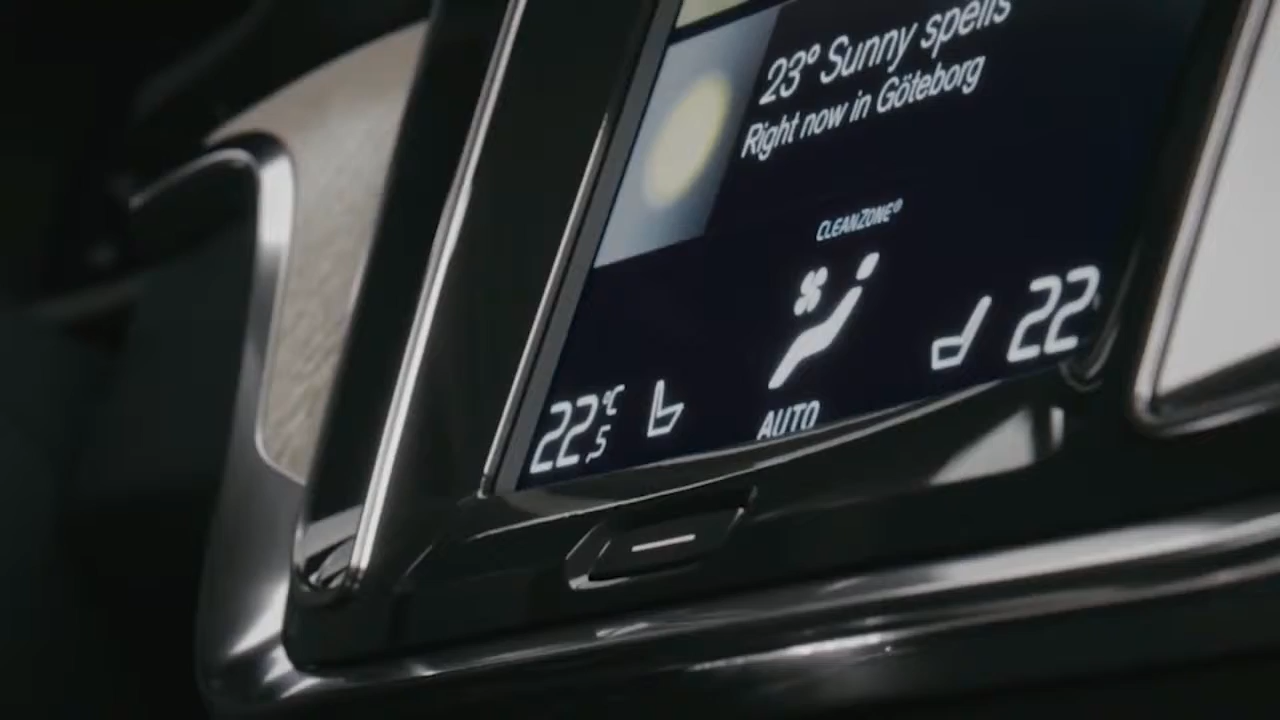 23° Sunny spells
Right now in Göteborg
CLEANZONE®
22,5 °C
22
AUTO